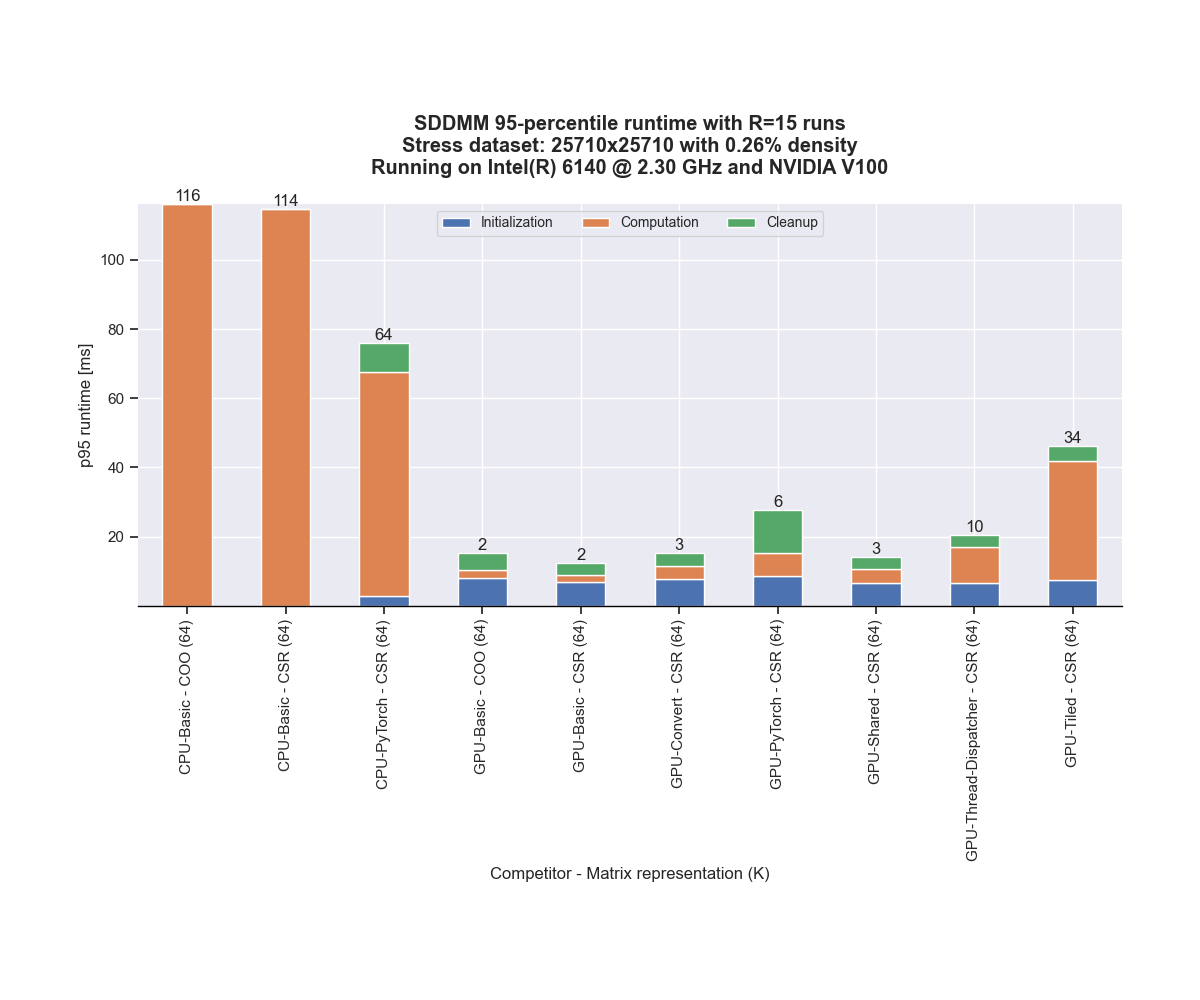 SDDMM 95-percentile runtime with R=15 runs
Stress dataset: 25710x25710 with 0.26% density
Running on Intel(R) 6140 @ 2.30 GHz and NVIDIA V100
116
114
64
2
2
3
6
3
10
34
Initialization
Computation
Cleanup
100
80
60
40
20
p95 runtime [ms]
CPU-Basic - COO (64)
CPU-Basic - CSR (64)
CPU-PyTorch - CSR (64)
GPU-Basic - COO (64)
GPU-Basic - CSR (64)
GPU-Convert - CSR (64)
GPU-PyTorch - CSR (64)
GPU-Shared - CSR (64)
GPU-Thread-Dispatcher - CSR (64)
GPU-Tiled - CSR (64)
Competitor - Matrix representation (K)